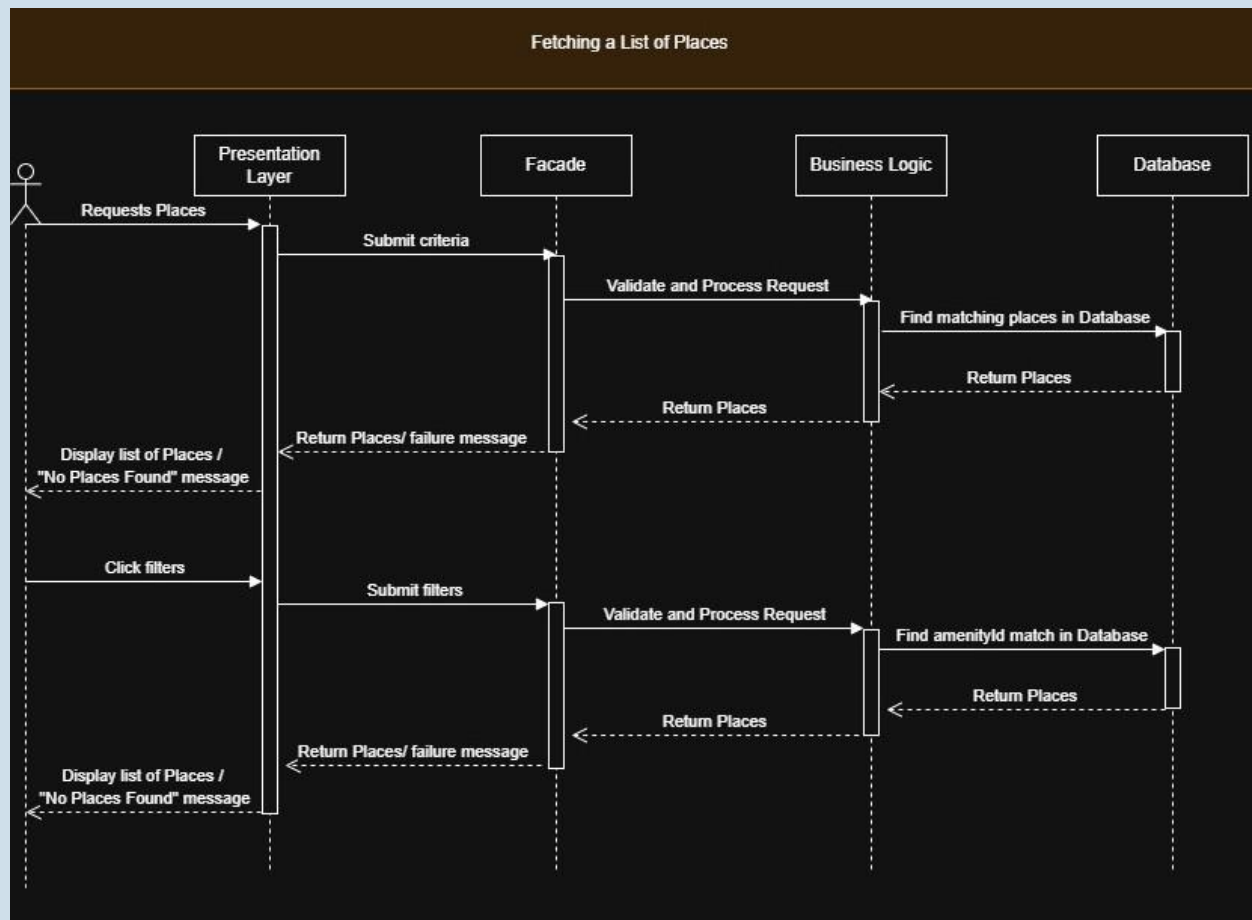 Fetching a List of Places
Presentation
Layer
Facade
Business Logic
Database
Requests Places
Submit criteria
Validate and Process Request
Find matching places in Database
Return Places
Return Places
Return Places/ failure message
Display list of Places /
"No Places Found" message
Click filters
Submit filters
Validate and Process Request
Find amenityId match in Database
Return Places
Return Places
Return Places/ failure message
Display list of Places /
"No Places Found" message